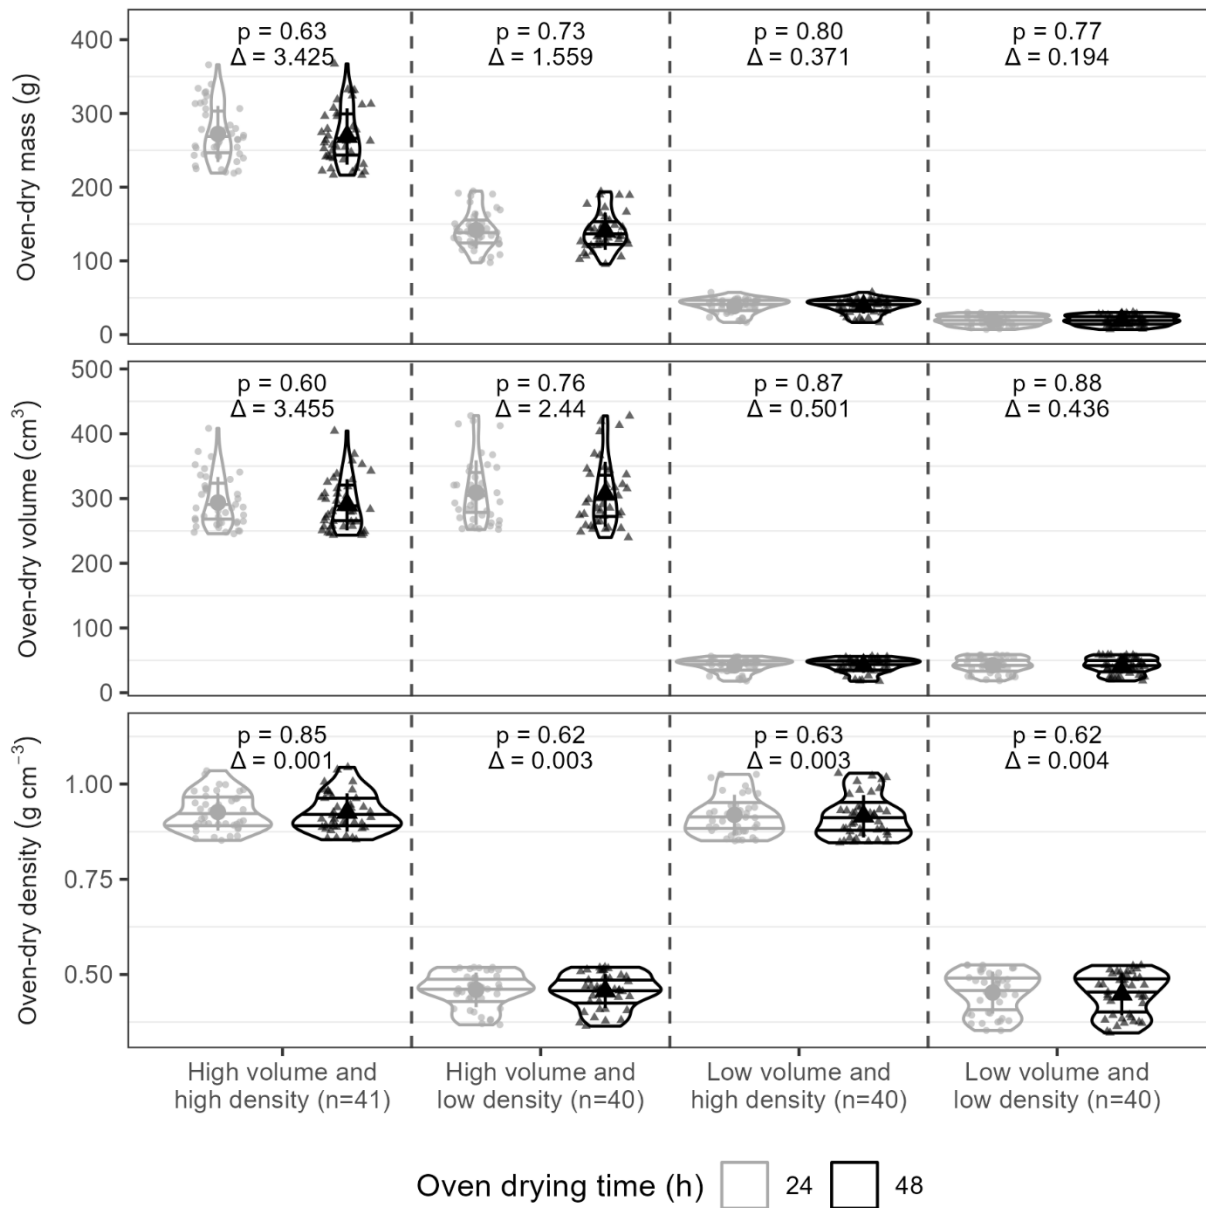 Oven-dry mass (g)
400
300
200
100
0
p = 0.63
Δ = 3.425
p = 0.73
Δ = 1.559
p = 0.80
Δ = 0.371
p = 0.77
Δ = 0.194
Oven-dry volume (cm³)
500
400
300
200
100
0
p = 0.60
Δ = 3.455
p = 0.76
Δ = 2.44
p = 0.87
Δ = 0.501
p = 0.88
Δ = 0.436
Oven-dry density (g cm⁻³)
1.00
0.75
0.50
p = 0.85
Δ = 0.001
p = 0.62
Δ = 0.003
p = 0.63
Δ = 0.003
p = 0.62
Δ = 0.004
High volume and
high density (n=41)
High volume and
low density (n=40)
Low volume and
high density (n=40)
Low volume and
low density (n=40)
Oven drying time (h) 24 48